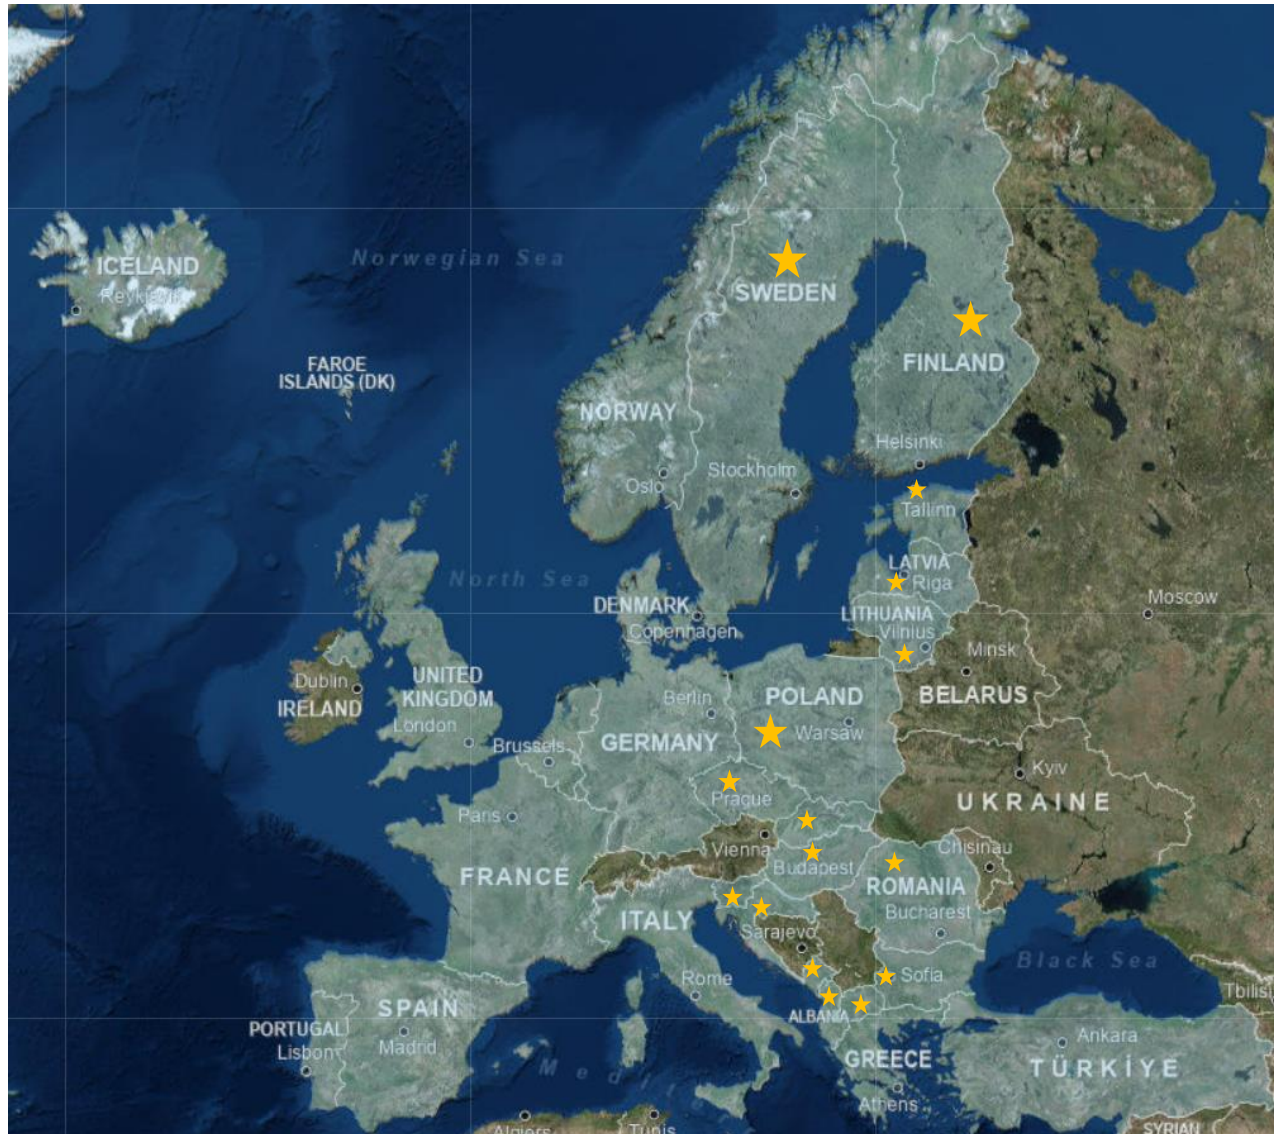 Norwegian Sea
ICELAND
Reykjavik
SWEDEN
FAROE
ISLANDS (DK)
FINLAND
NORWAY
Helsinki
Stockholm
Oslo
Tallinn
LATVIA
Riga
North Sea
DENMARK
Copenhagen
LITHUANIA
Vilnius
Moscow
Minsk
BELARUS
Dublin
IRELAND
UNITED
KINGDOM
London
Berlin
POLAND
Warsaw
Brussels
GERMANY
Kyiv
UKRAINE
Prague
Paris
Vienna
Budapest
Chisinau
FRANCE
ROMANIA
Bucharest
ITALY
Sarajevo
Black Sea
Sofia
Rome
Tbilisi
SPAIN
ALBANIA
PORTUGAL
Lisbon
Madrid
Ankara
GREECE
TÜRKİYE
Medit
Athens
Algiers
Tunis
SYRIAN